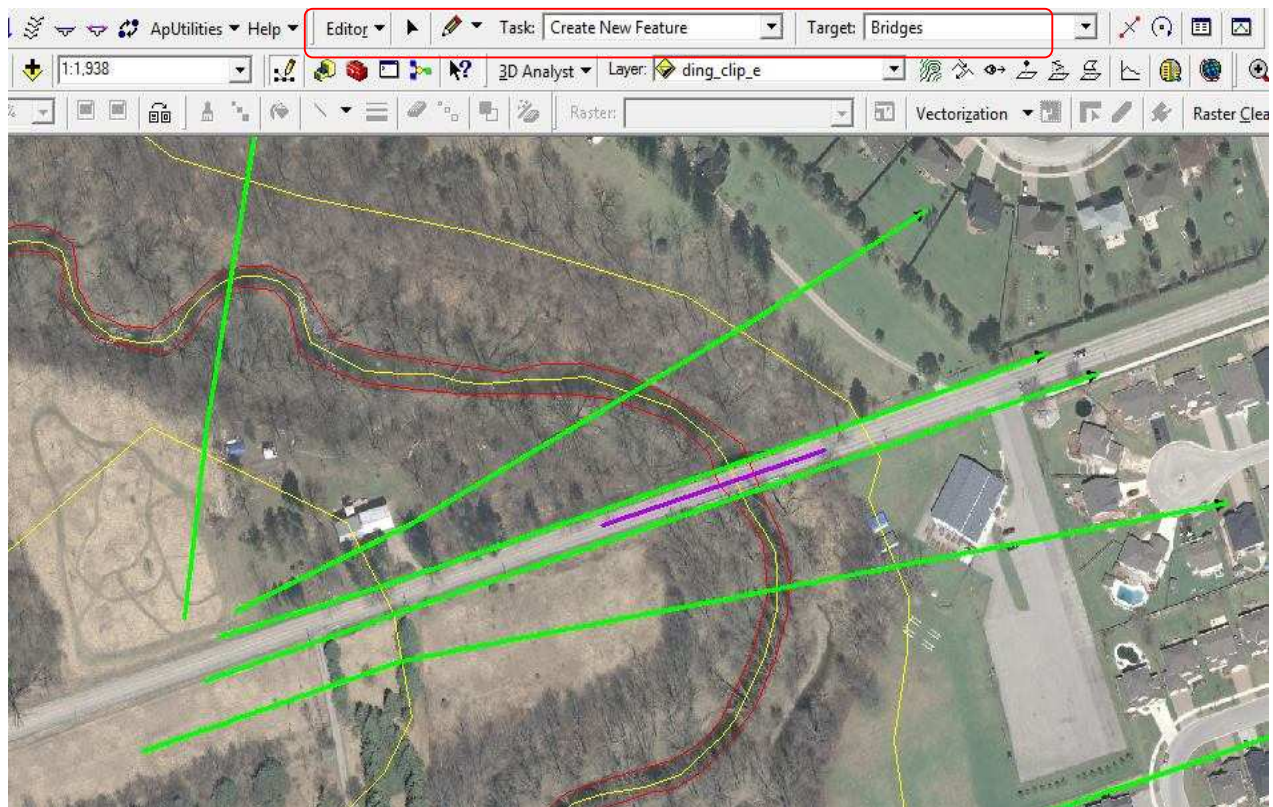 ApUtilities Help Editor Task: Create New Feature Target: Bridges
1:1,938 3D Analyst Layer: ding_clip_e
Raster: Vectorization Raster Clea